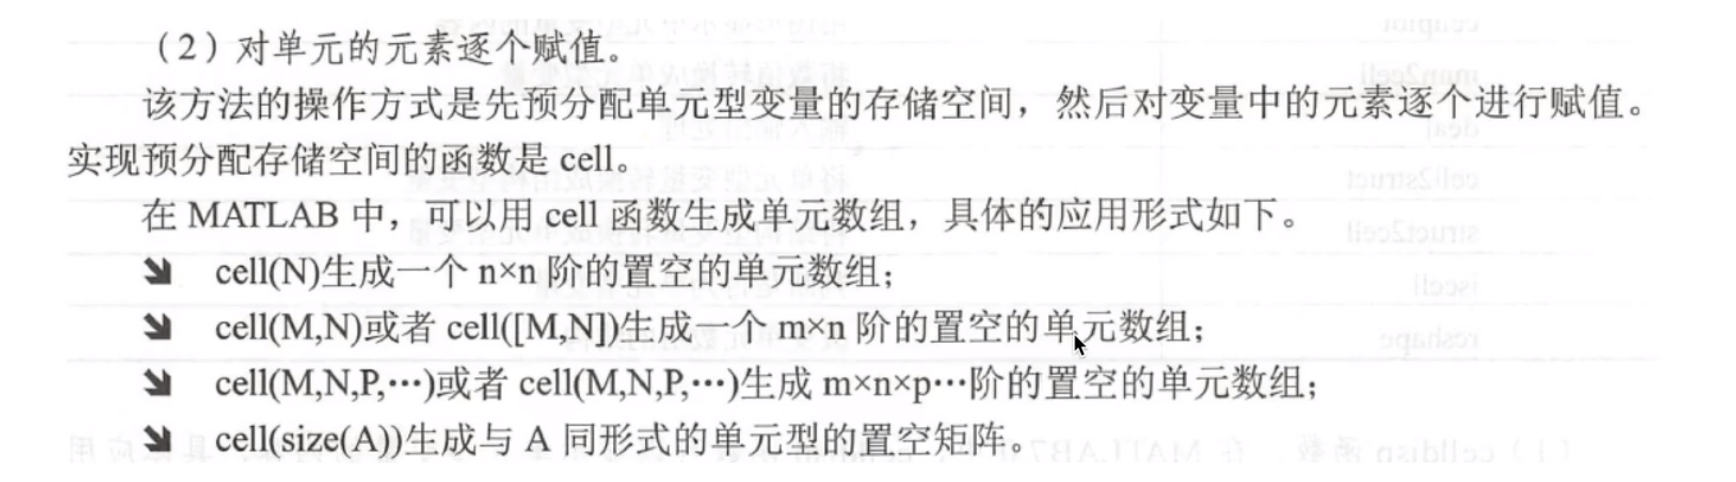 （2）对单元的元素逐个赋值。
该方法的操作方式是先预分配单元型变量的存储空间，然后对变量中的元素逐个进行赋值。
实现预分配存储空间的函数是 cell。
在 MATLAB 中，可以用 cell 函数生成单元数组，具体的应用形式如下。
cell(N)生成一个 n×n 阶的置空的单元数组；
cell(M,N)或者 cell([M,N])生成一个 m×n 阶的置空的单元数组；
cell(M,N,P,…)或者 cell(M,N,P,…)生成 m×n×p…阶的置空的单元数组；
cell(size(A))生成与 A 同形式的单元型的置空矩阵。